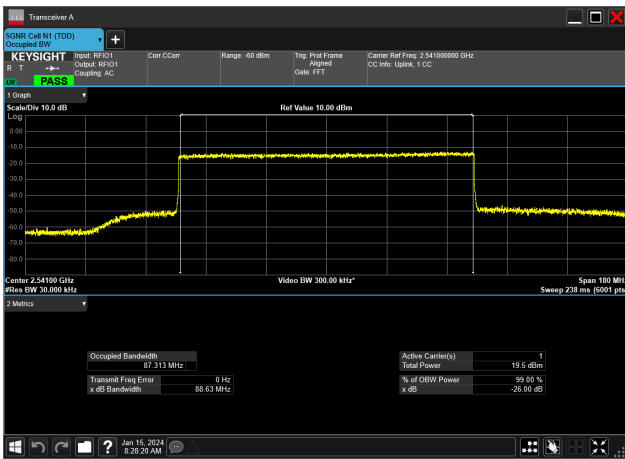 Transceiver A
5GNR Cell N1 (TDD)
Occupied BW
KEYSIGHT
R T
LNI
PASS
Input: RFIO1
Output: RFIO1
Coupling: AC
Corr CCorr
Range: -60 dBm
Trig: Prot Frame
Aligned
Gate: FFT
Carrier Ref Freq: 2.541000000 GHz
CC Info: Uplink, 1 CC
1 Graph
Scale/Div 10.0 dB
Ref Value 10.00 dBm
Log
0.00
-10.0
-20.0
-30.0
-40.0
-50.0
-60.0
-70.0
-80.0
Center 2.54100 GHz
Video BW 300.00 kHz*
Span 180 MH
#Res BW 30.000 kHz
Sweep 238 ms (6001 pts
2 Metrics
Occupied Bandwidth
87.313 MHz
Transmit Freq Error 0 Hz
x dB Bandwidth 88.63 MHz
Active Carrier(s) 1
Total Power 19.5 dBm
% of OBW Power 99.00 %
x dB -26.00 dB
?
Jan 15, 2024
8:28:20 AM